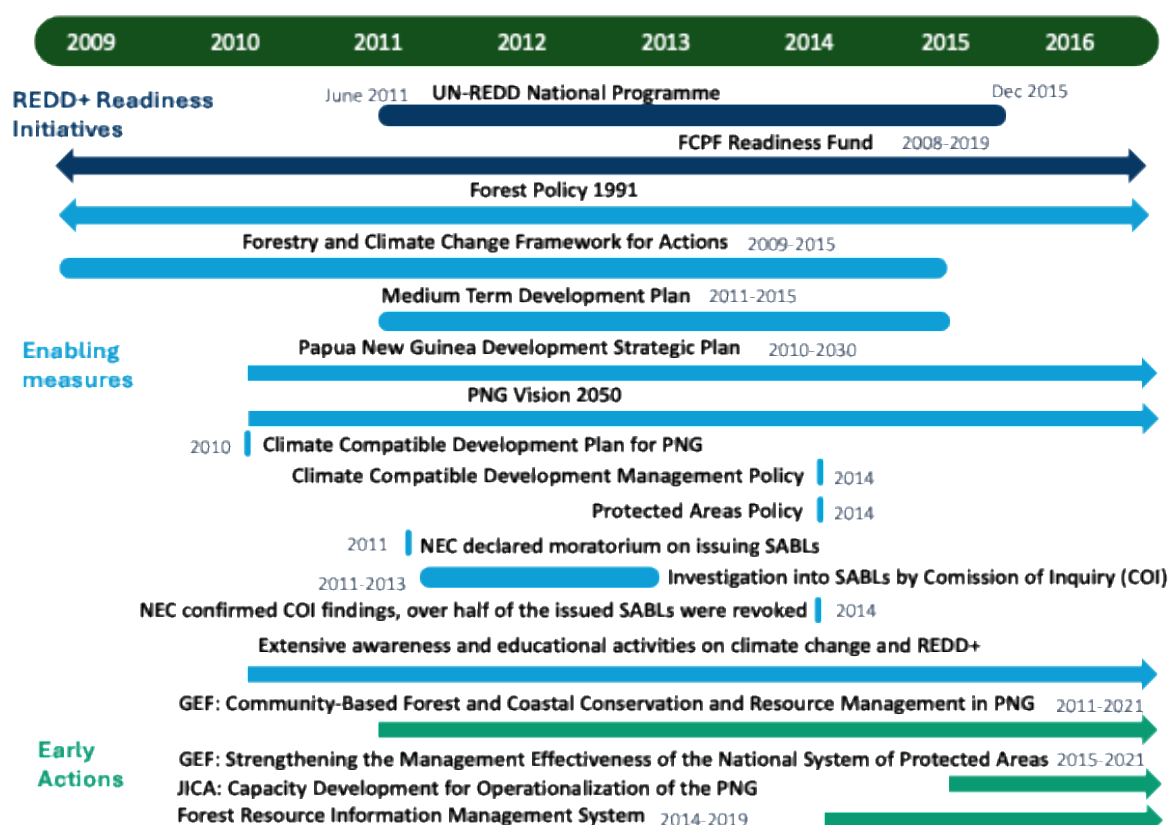 2009 2010 2011 2012 2013 2014 2015 2016
REDD+ Readiness
Initiatives
June 2011 UN-REDD National Programme Dec 2015
FCPF Readiness Fund 2008-2019
Forest Policy 1991
Forestry and Climate Change Framework for Actions 2009-2015
Medium Term Development Plan 2011-2015
Enabling
measures
Papua New Guinea Development Strategic Plan 2010-2030
PNG Vision 2050
2010 Climate Compatible Development Plan for PNG
Climate Compatible Development Management Policy 2014
Protected Areas Policy 2014
2011 NEC declared moratorium on issuing SABLs
2011-2013 Investigation into SABLs by Comission of Inquiry (COI)
NEC confirmed COI findings, over half of the issued SABLs were revoked 2014
Extensive awareness and educational activities on climate change and REDD+
Early
Actions
GEF: Community-Based Forest and Coastal Conservation and Resource Management in PNG 2011-2021
GEF: Strengthening the Management Effectiveness of the National System of Protected Areas 2015-2021
JICA: Capacity Development for Operationalization of the PNG
Forest Resource Information Management System 2014-2019